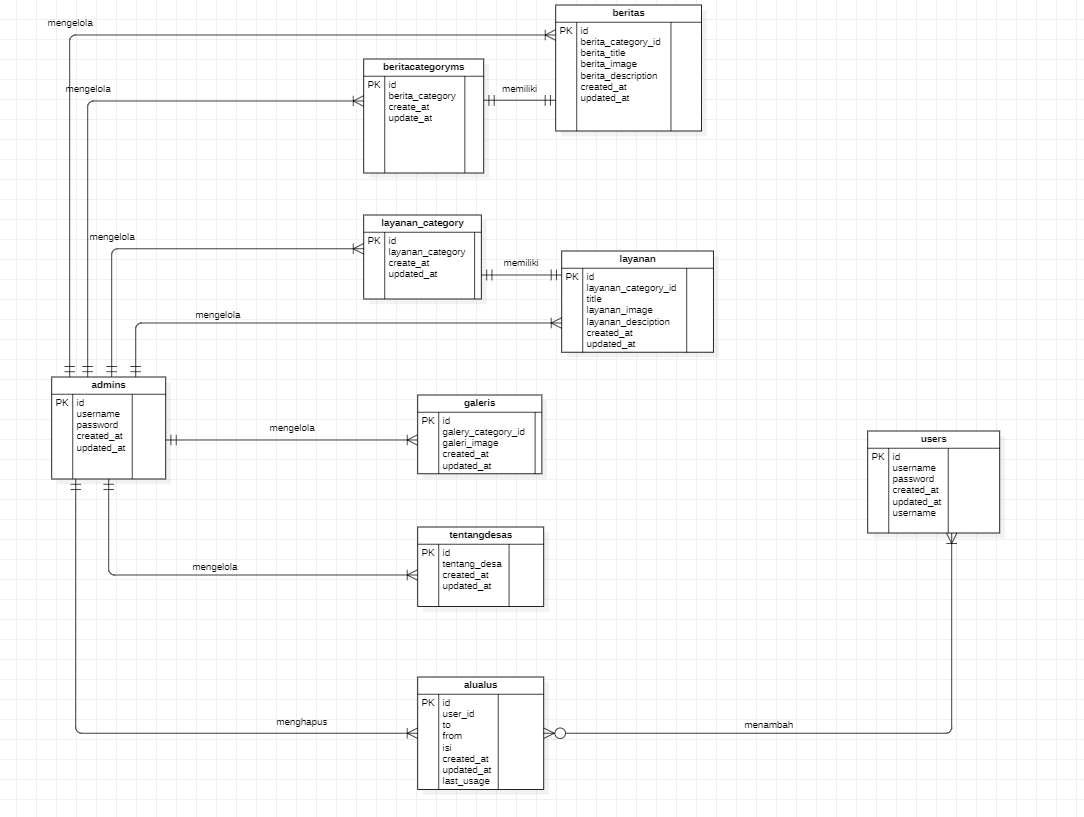 mengelola
beritas
PK id
berita_category_id
berita_title
berita_image
berita_description
created_at
updated_at
beritacategoryms
PK id
berita_category
create_at
update_at
mengelola
memiliki
layanan_category
PK id
layanan_category
create_at
updated_at
mengelola
memiliki
layanan
PK id
layanan_category_id
title
layanan_image
layanan_desciption
created_at
updated_at
mengelola
admins
PK id
username
password
created_at
updated_at
mengelola
galeris
PK id
galery_category_id
galeri_image
created_at
updated_at
users
PK id
username
password
created_at
updated_at
username
tentangdesas
PK id
tentang_desa
created_at
updated_at
mengelola
alualus
PK id
user_id
to
from
isi
created_at
updated_at
last_usage
menghapus
menambah